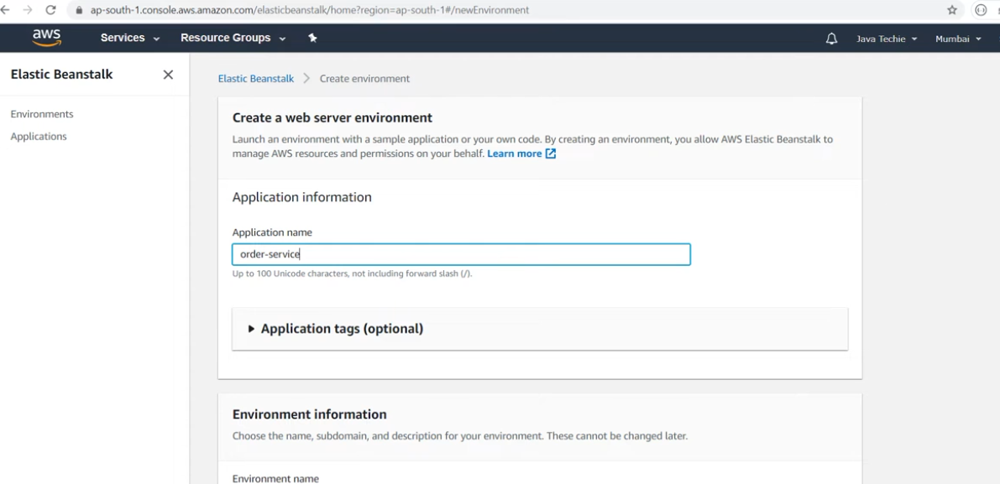 ap-south-1.console.aws.amazon.com/elasticbeanstalk/home?region=ap-south-1#/newEnvironment
aws Services Resource Groups Java Techie Mumbai
Elastic Beanstalk
Environments
Applications
Elastic Beanstalk > Create environment
Create a web server environment
Launch an environment with a sample application or your own code. By creating an environment, you allow AWS Elastic Beanstalk to
manage AWS resources and permissions on your behalf. Learn more
Application information
Application name
order-service
Up to 100 Unicode characters, not including forward slash (/).
Application tags (optional)
Environment information
Choose the name, subdomain, and description for your environment. These cannot be changed later.
Environment name